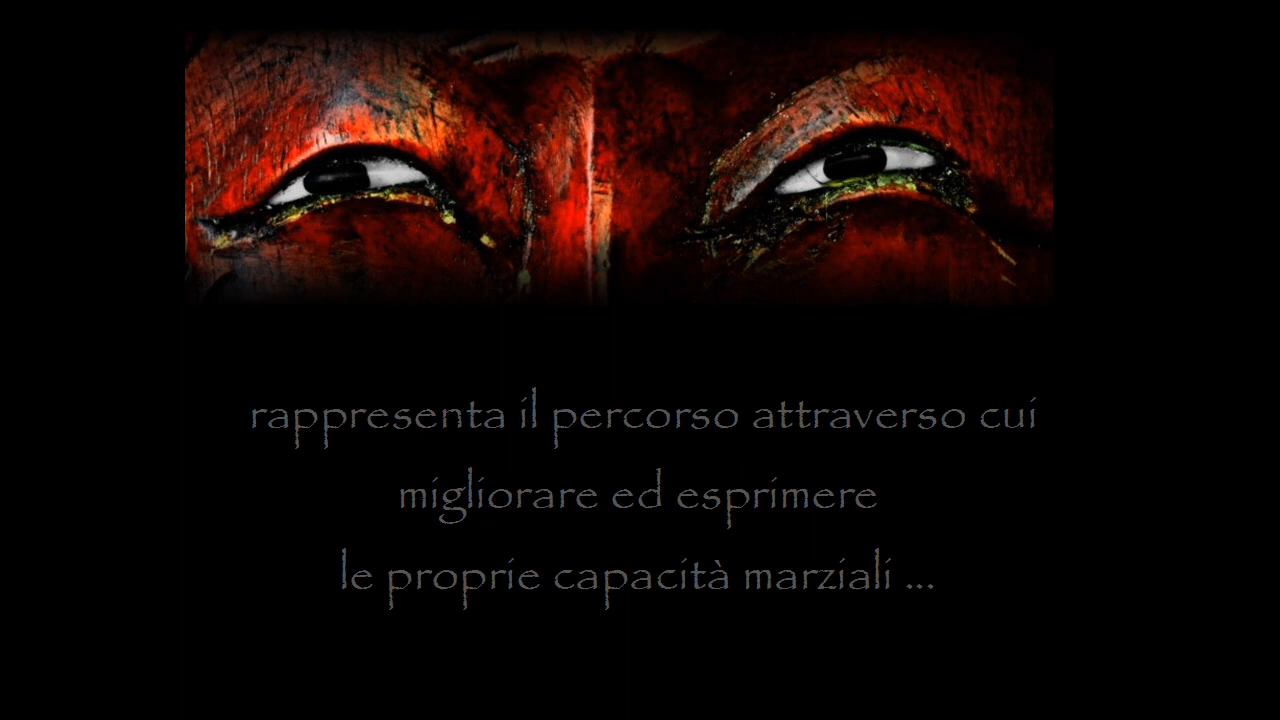 rappresenta il percorso attraverso cui
migliorare ed esprimere
le proprie capacità marziali ...